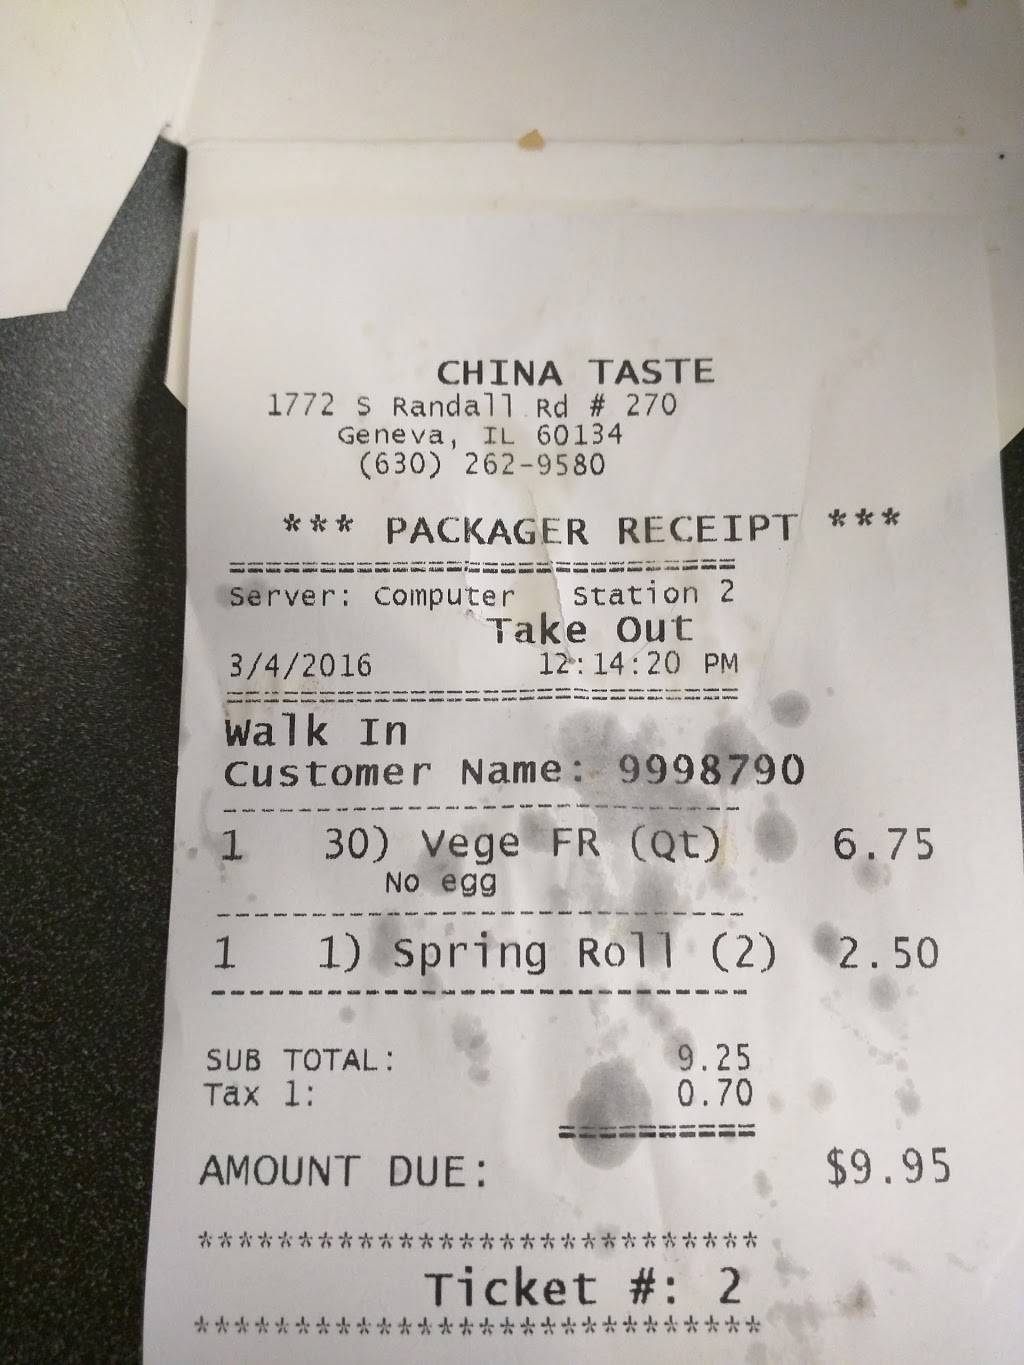 CHINA TASTE
1772 S Randall Rd # 270
Geneva, IL 60134
(630) 262-9580
*** PACKAGER RECEIPT ***
Server: Computer Station 2
Take Out
3/4/2016 12:14:20 PM
Walk In
Customer Name: 9998790
1 30) Vege FR (Qt) 6.75
No egg
1 1) Spring Roll (2) 2.50
SUB TOTAL: 9.25
Tax 1: 0.70
AMOUNT DUE: $9.95
****************************
Ticket #: 2
****************************